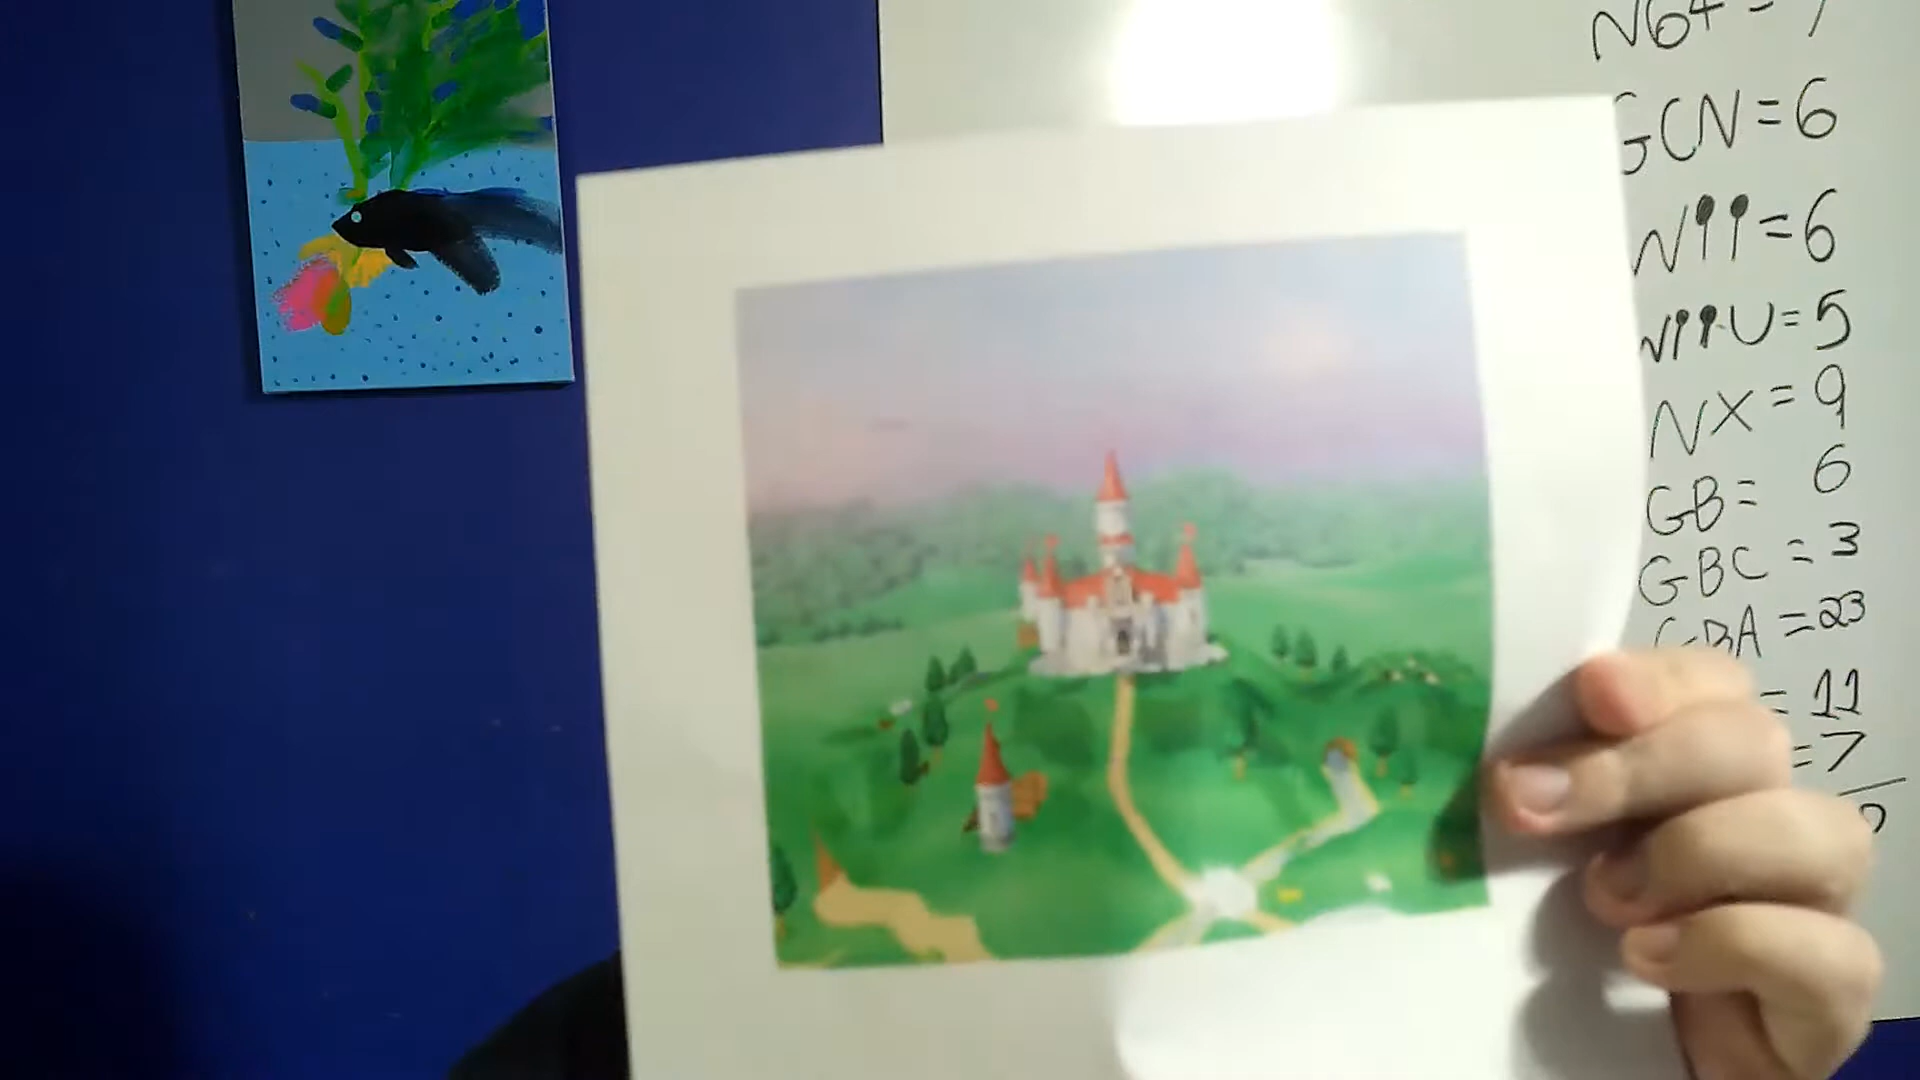 N64 = 7
GCN = 6
Wii = 6
WiiU = 5
NX = 9
GB = 6
GBC = 3
GBA = 23
= 11
= 7